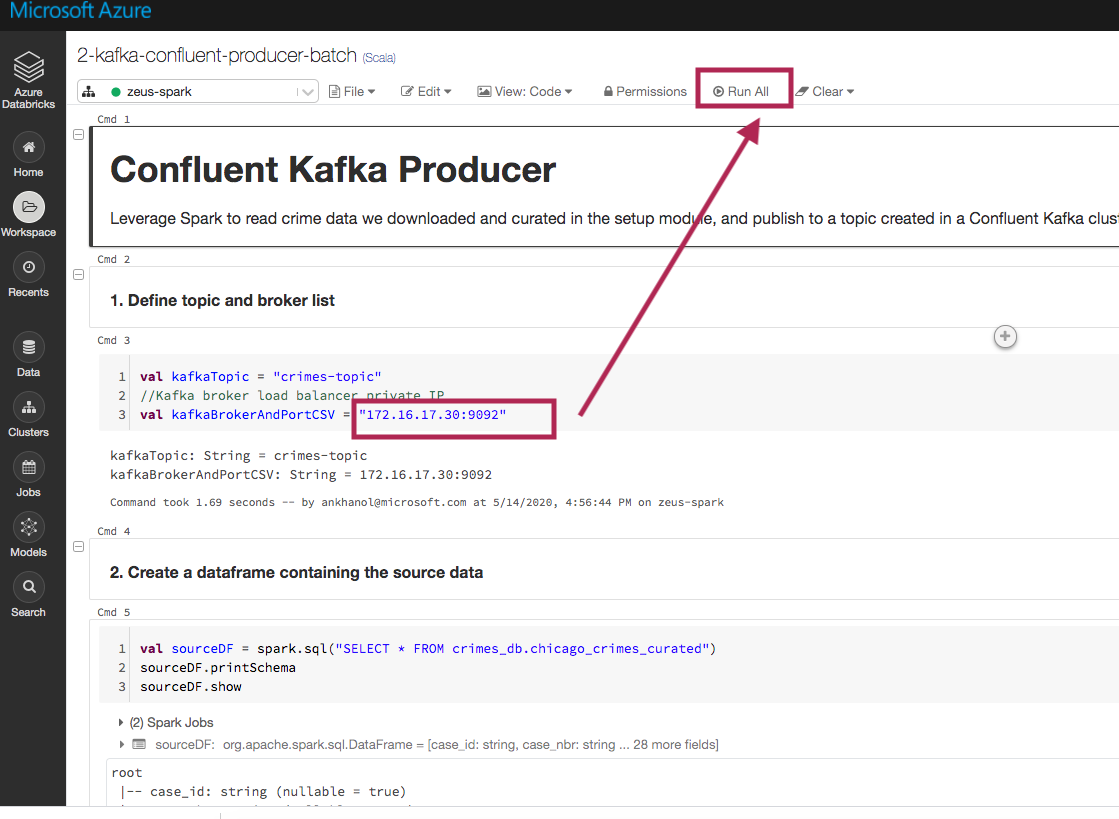 Microsoft Azure
2-kafka-confluent-producer-batch (Scala)
zeus-spark File Edit View: Code Permissions Run All Clear
Azure
Databricks
Home
Workspace
Recents
Data
Clusters
Jobs
Models
Search
Cmd 1
Confluent Kafka Producer
Leverage Spark to read crime data we downloaded and curated in the setup module, and publish to a topic created in a Confluent Kafka clus
Cmd 2
1. Define topic and broker list
Cmd 3
1 val kafkaTopic = "crimes-topic"
2 //Kafka broker load balancer private IP
3 val kafkaBrokerAndPortCSV = "172.16.17.30:9092"
kafkaTopic: String = crimes-topic
kafkaBrokerAndPortCSV: String = 172.16.17.30:9092
Command took 1.69 seconds -- by ankhanol@microsoft.com at 5/14/2020, 4:56:44 PM on zeus-spark
Cmd 4
2. Create a dataframe containing the source data
Cmd 5
1 val sourceDF = spark.sql("SELECT * FROM crimes_db.chicago_crimes_curated")
2 sourceDF.printSchema
3 sourceDF.show
(2) Spark Jobs
sourceDF: org.apache.spark.sql.DataFrame = [case_id: string, case_nbr: string ... 28 more fields]
root
|-- case_id: string (nullable = true)